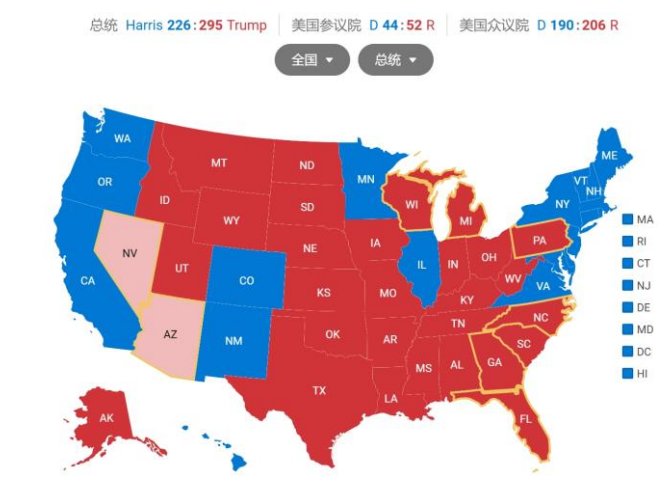 总统 Harris 226:295 Trump 美国参议院 D 44:52 R 美国众议院 D 190:206 R
全国 总统
WA
ME
MT ND
MN
VT
OR
NH
ID
WI
NY
SD
WY
MI
MA
IA
PA
RI
NE
NV
OH
IL IN
CT
UT
CO
WV
CA
VA
NJ
KS
MO
KY
DE
NC
TN
MD
AZ
OK
AR
NM
SC
DC
MS AL GA
HI
TX
LA
AK
FL